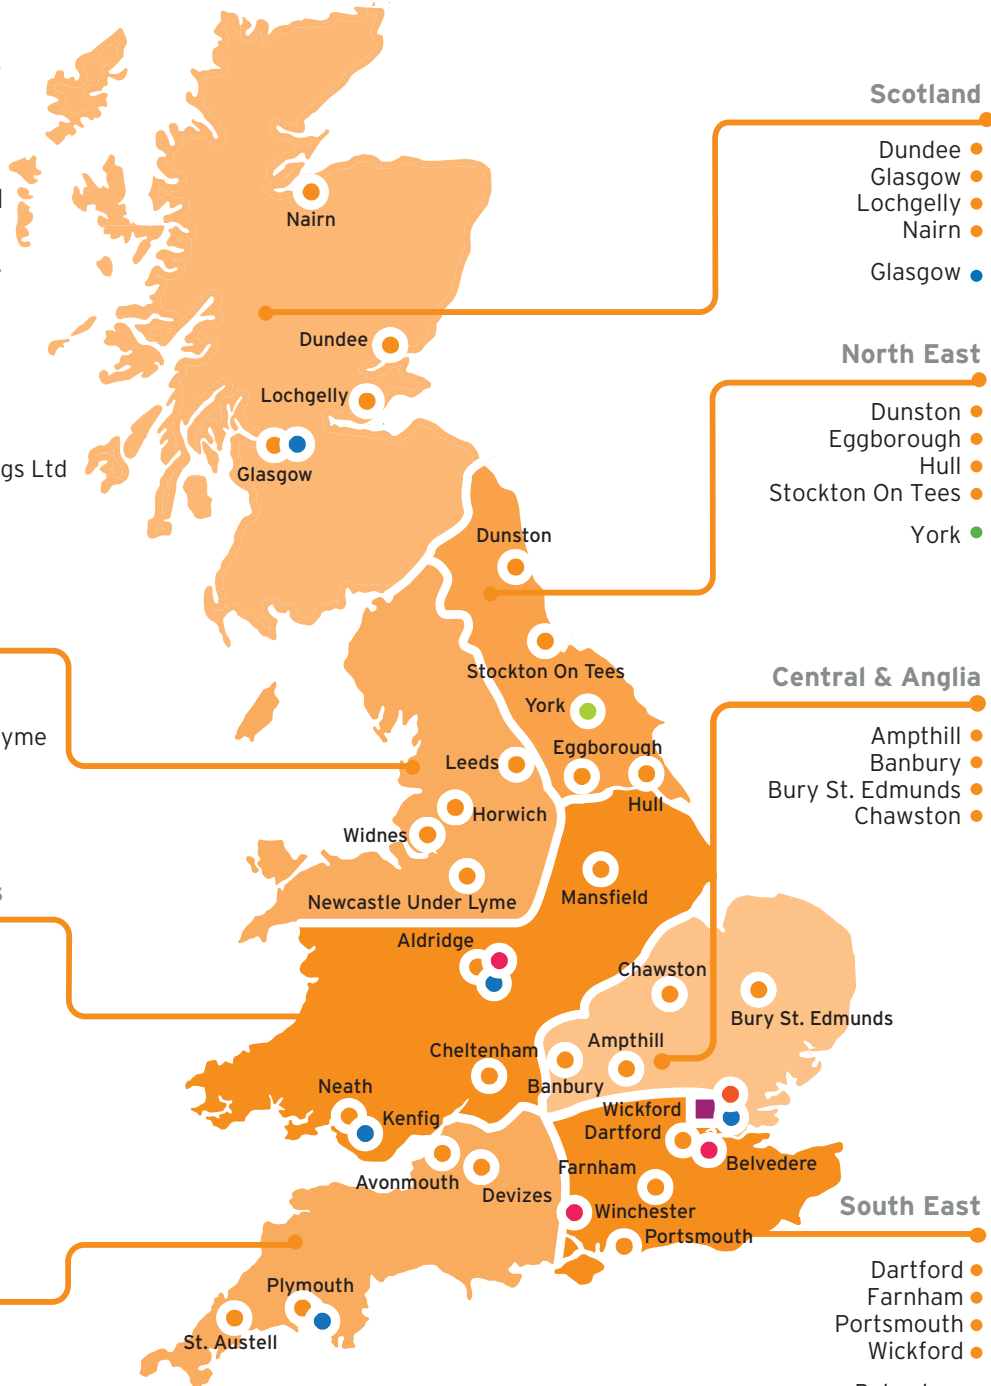 Scotland
Dundee
Glasgow
Lochgelly
Nairn
Glasgow
North East
Dunston
Eggborough
Hull
Stockton On Tees
York
Central & Anglia
Ampthill
Banbury
Bury St. Edmunds
Chawston
South East
Dartford
Farnham
Portsmouth
Wickford
gs Ltd
yme
Nairn
Dundee
Lochgelly
Glasgow
Dunston
Stockton On Tees
York
Eggborough
Leeds
Hull
Horwich
Widnes
Newcastle Under Lyme
Mansfield
Aldridge
Chawston
Bury St. Edmunds
Ampthill
Cheltenham
Banbury
Neath
Kenfig
Wickford
Dartford
Belvedere
Farnham
Avonmouth
Devizes
Winchester
Portsmouth
Plymouth
St. Austell